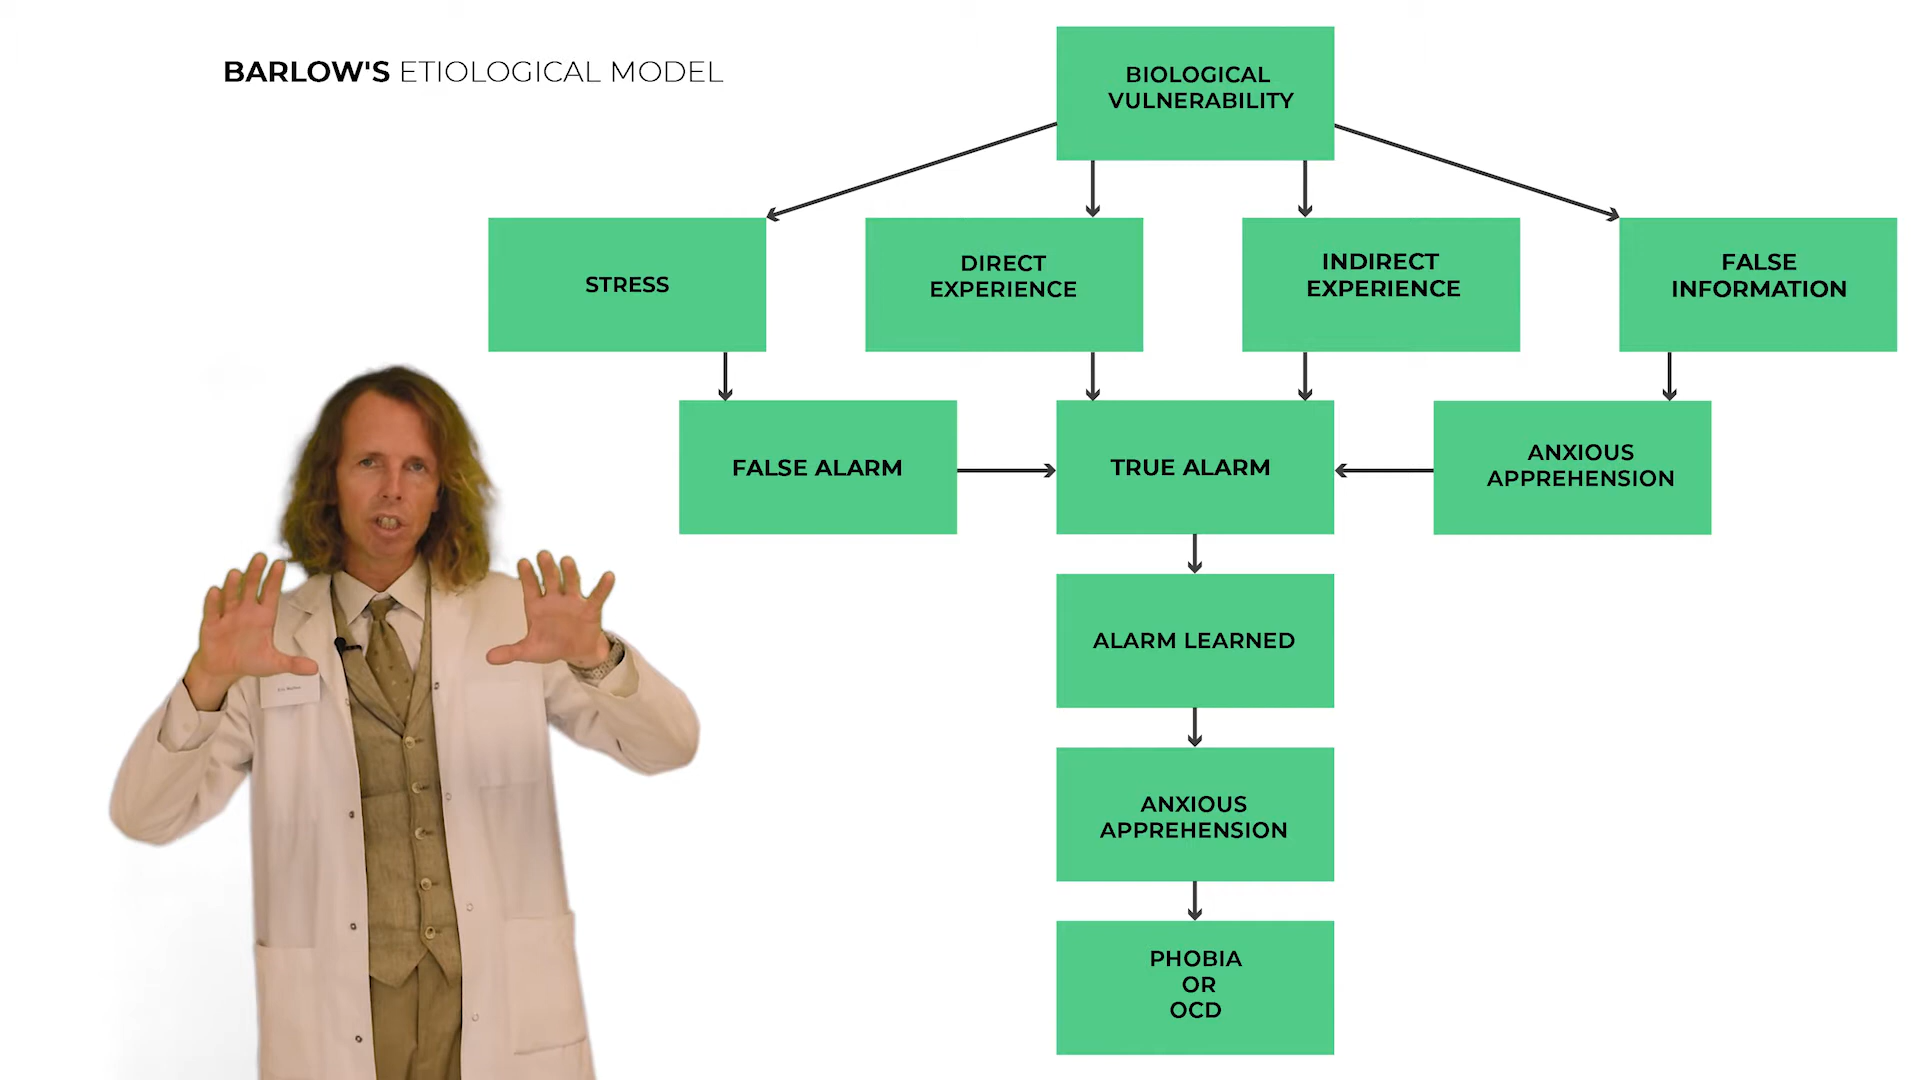 BARLOW'S ETIOLOGICAL MODEL
BIOLOGICAL
VULNERABILITY
STRESS
DIRECT
EXPERIENCE
INDIRECT
EXPERIENCE
FALSE
INFORMATION
FALSE ALARM
TRUE ALARM
ANXIOUS
APPREHENSION
ALARM LEARNED
ANXIOUS
APPREHENSION
PHOBIA
OR
OCD